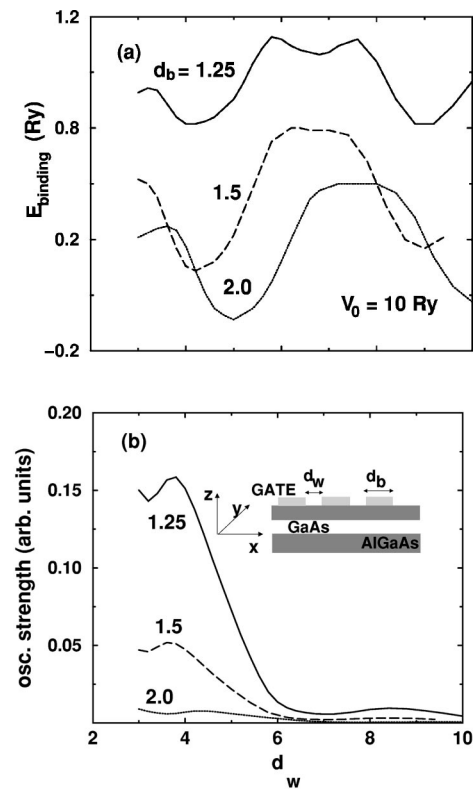 1.2
(a)
d_b = 1.25
0.8
E_binding (Ry)
1.5
0.2
2.0
V_0 = 10 Ry
−0.2
0.20
(b)
d_w
d_b
GATE
z
y
0.15
GaAs
1.25
x
AlGaAs
osc. strength (arb. units)
0.10
0.05
1.5
2.0
2 4 6 8 10
d_w